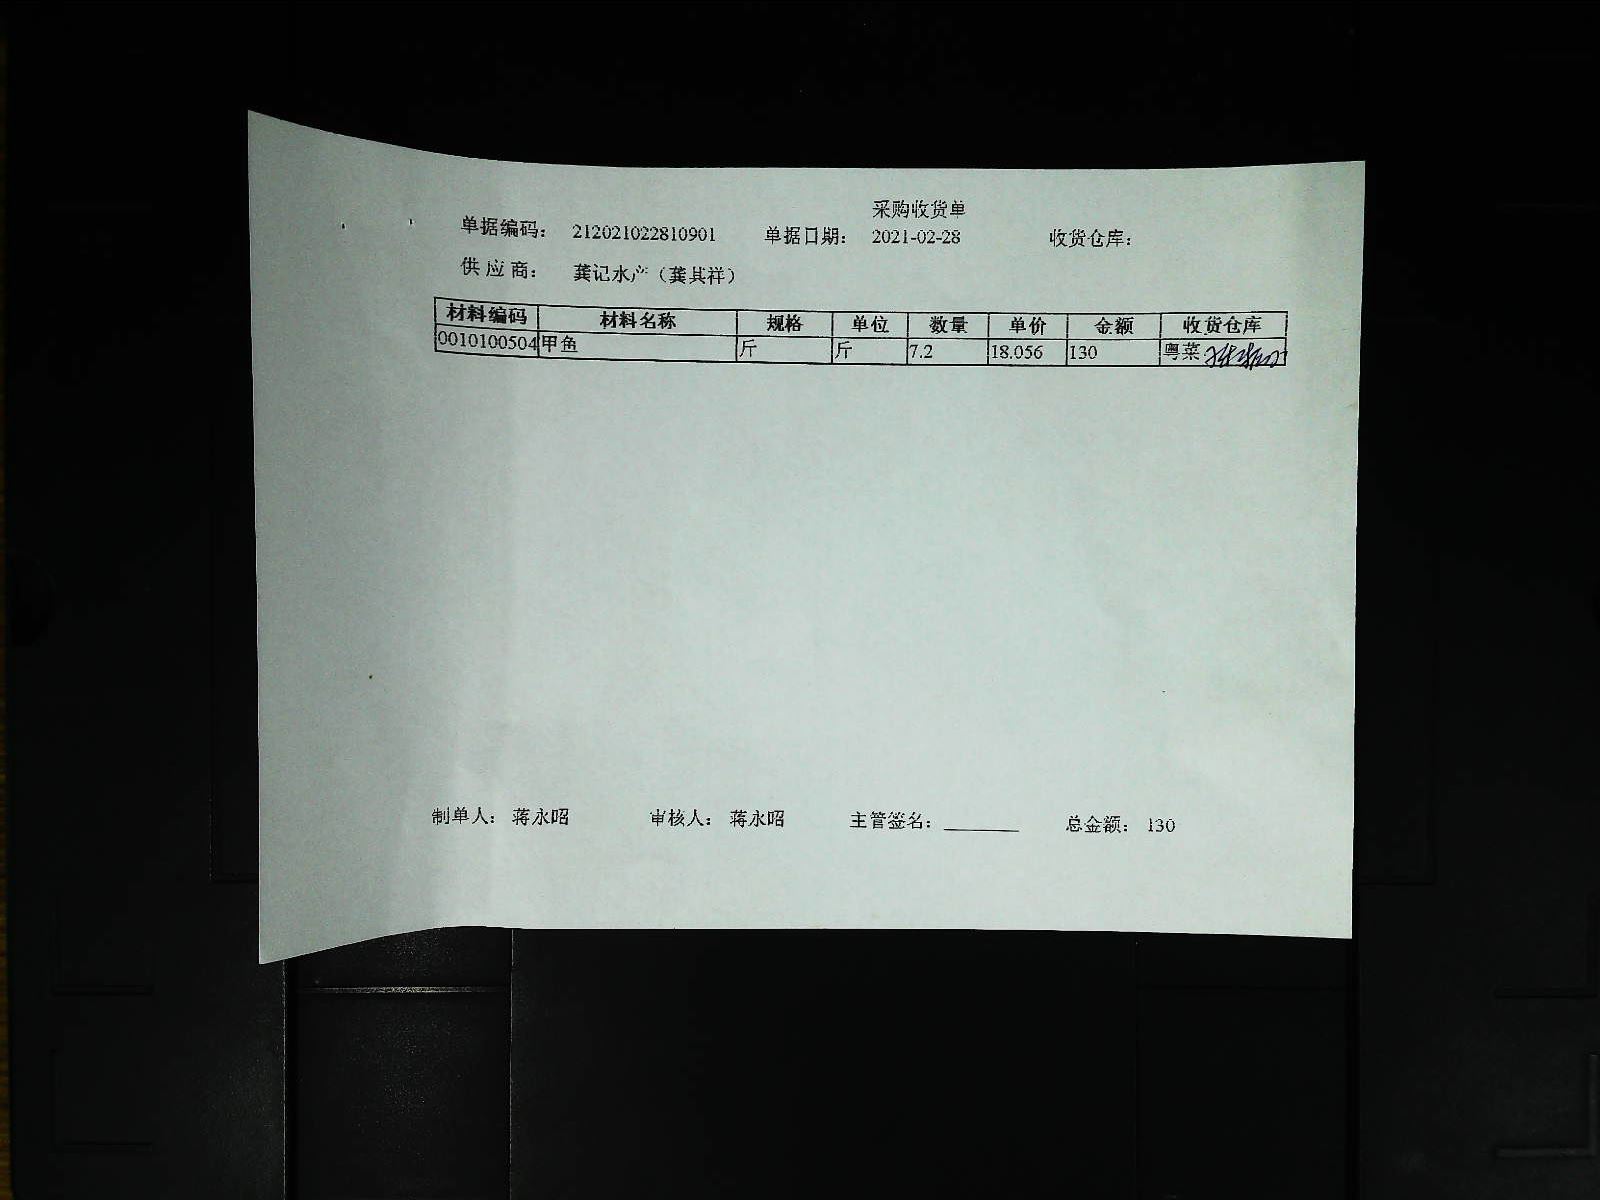 采购收货单
单据编码： 212021022810901 单据日期： 2021-02-28 收货仓库：
供应商： 龚记水产（龚其祥）
材料编码 材料名称 规格 单位 数量 单价 金额 收货仓库
0010100504 甲鱼 斤 斤 7.2 18.056 130 粤菜
制单人： 蒋永昭 审核人： 蒋永昭 主管签名：_______ 总金额： 130